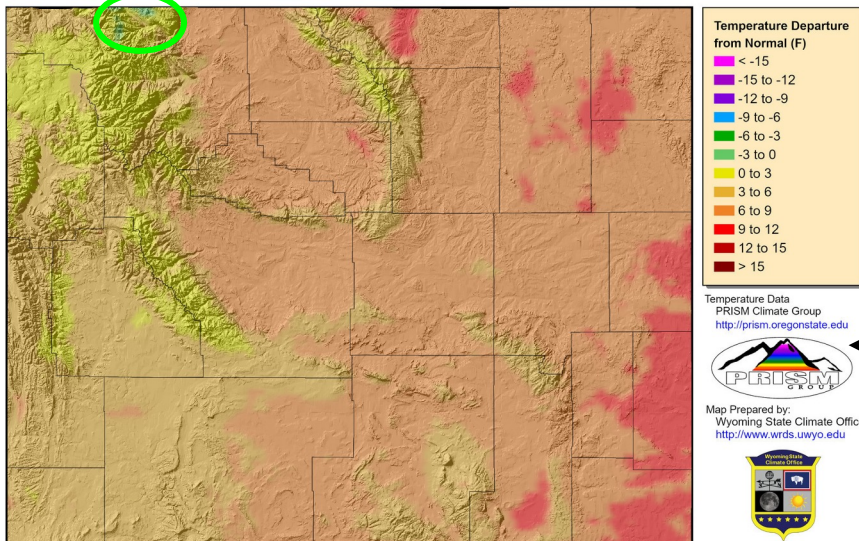 Temperature Departure
from Normal (F)
< -15
-15 to -12
-12 to -9
-9 to -6
-6 to -3
-3 to 0
0 to 3
3 to 6
6 to 9
9 to 12
12 to 15
> 15
Temperature Data
PRISM Climate Group
http://prism.oregonstate.edu
PRISM
GROUP
Map Prepared by:
Wyoming State Climate Offic
http://www.wrds.uwyo.edu
Wyoming State
Climate Office